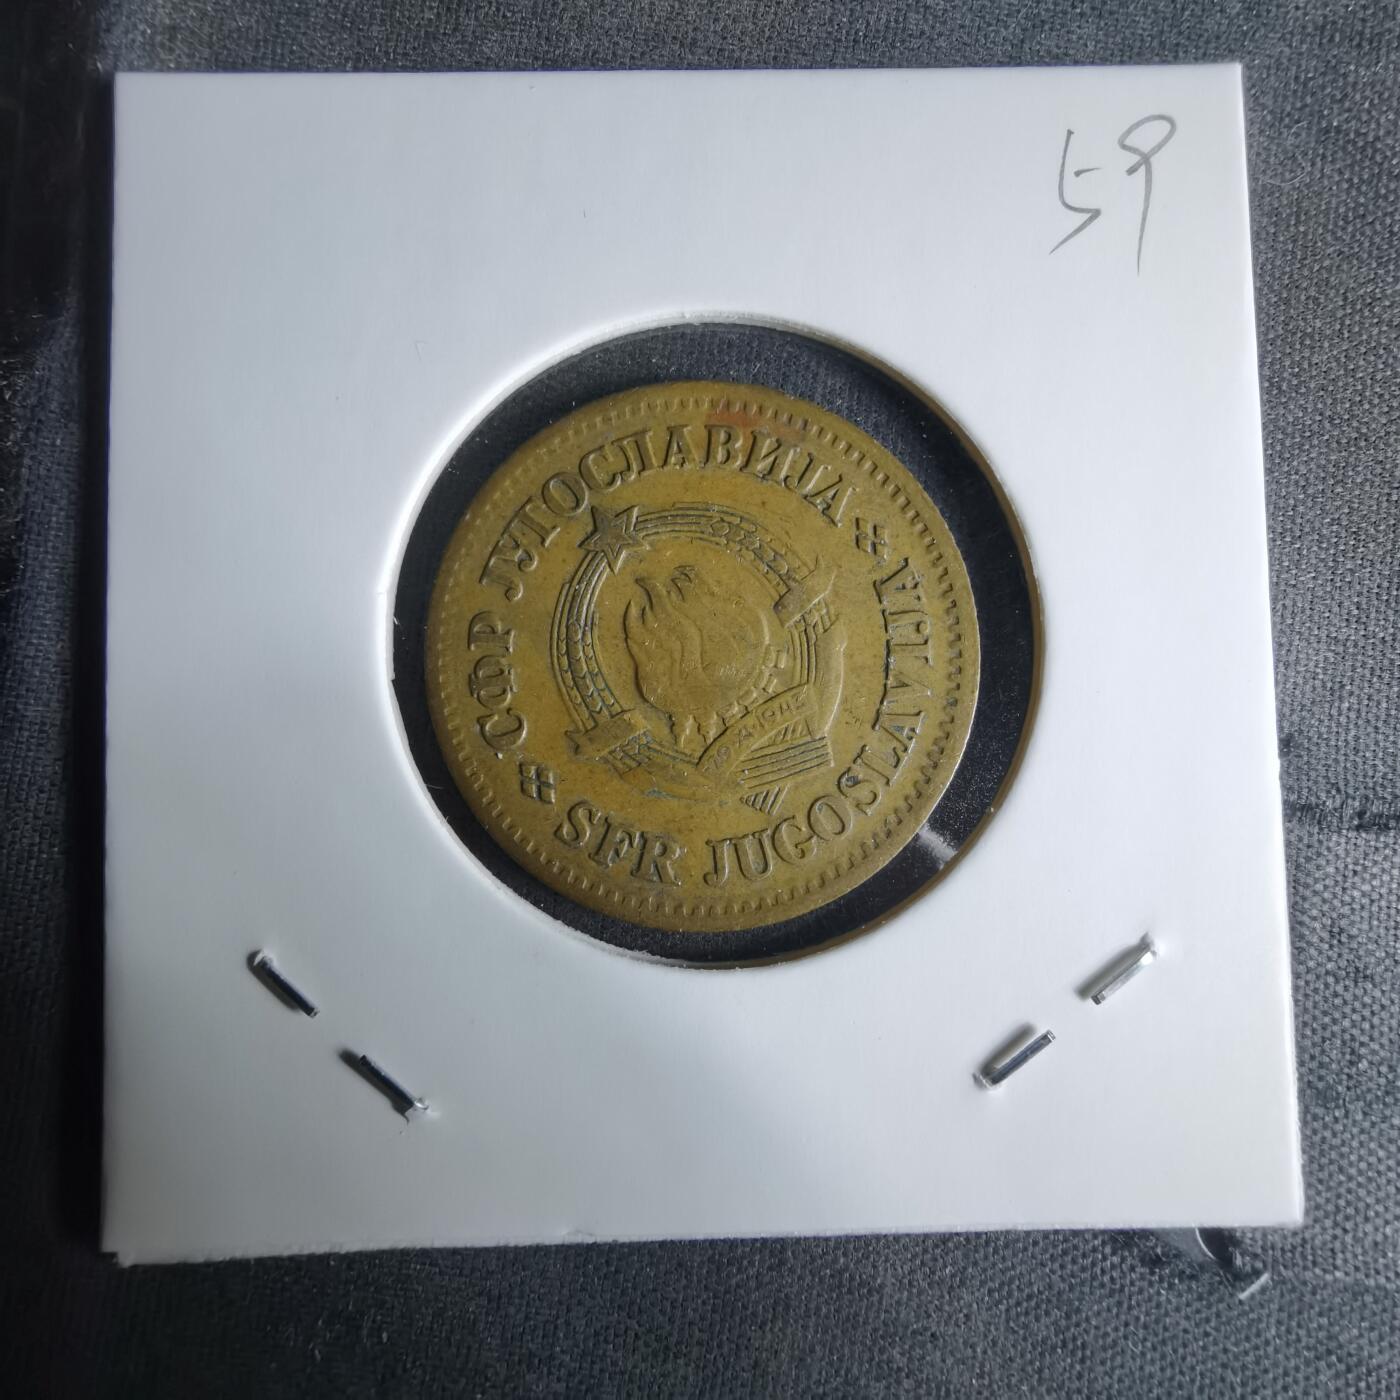 59
СФР ЈУГОСЛАВИЈА
SFR JUGOSLAVIJA
29·XI·1943